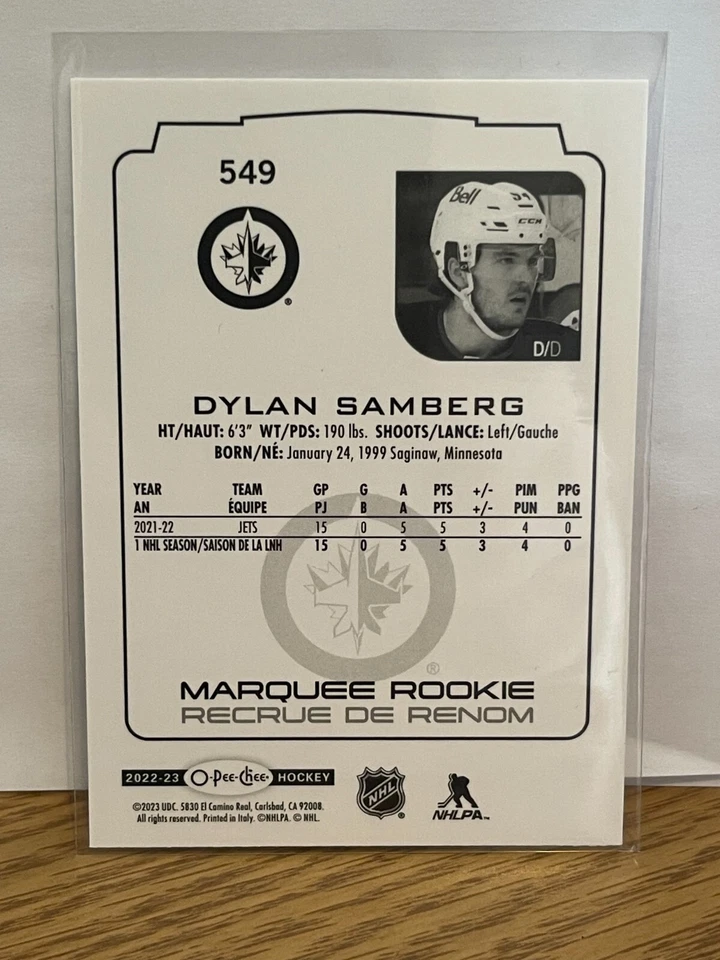 549
Bell
54
CCM
D/D
DYLAN SAMBERG
HT/HAUT: 6'3" WT/PDS: 190 lbs. SHOOTS/LANCE: Left/Gauche
BORN/NÉ: January 24, 1999 Saginaw, Minnesota
YEAR TEAM GP G A PTS +/- PIM PPG
AN ÉQUIPE PJ B A PTS +/- PUN BAN
2021-22 JETS 15 0 5 5 3 4 0
1 NHL SEASON/SAISON DE LA LNH 15 0 5 5 3 4 0
®
MARQUEE ROOKIE
RECRUE DE RENOM
2022-23 O-Pee-Chee® HOCKEY
NHL®
NHLPA™
©2023 UDC. 5830 El Camino Real, Carlsbad, CA 92008.
All rights reserved. Printed in Italy. ©NHLPA. © NHL.